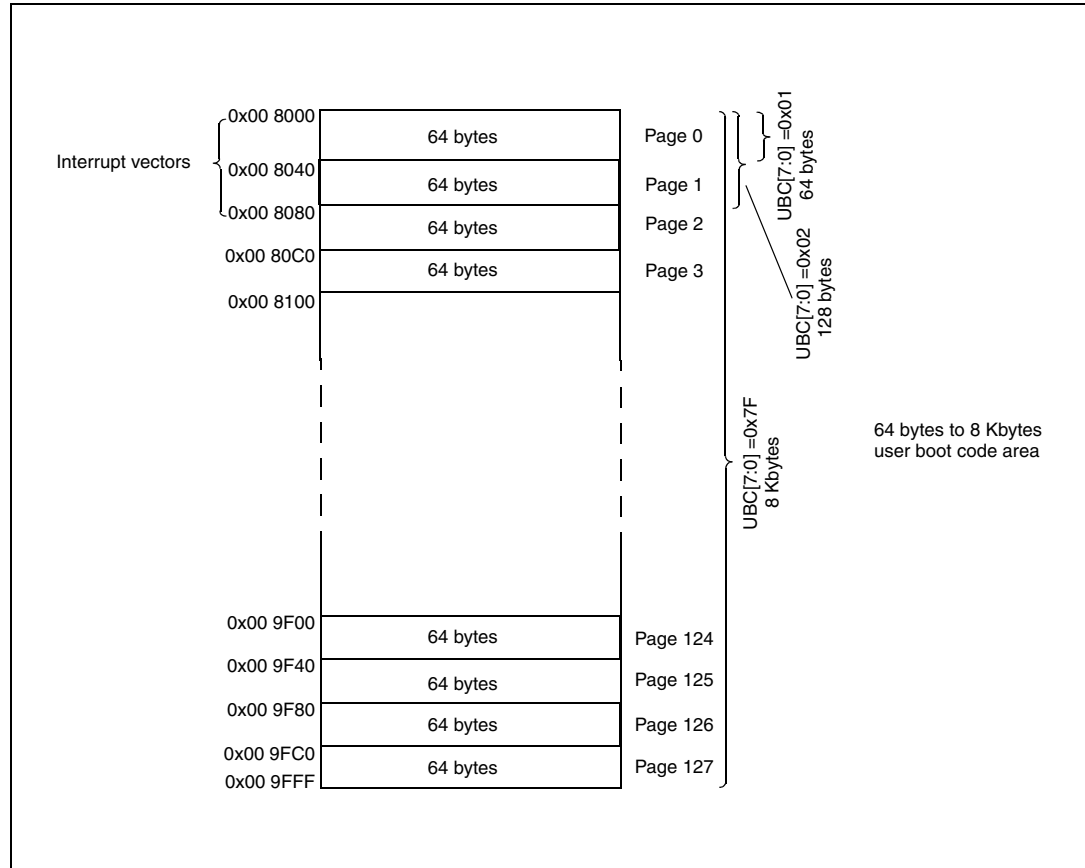 0x00 8000
64 bytes
Page 0
Interrupt vectors
0x00 8040
64 bytes
Page 1
0x00 8080
64 bytes
Page 2
0x00 80C0
64 bytes
Page 3
0x00 8100
UBC[7:0] =0x01
64 bytes
UBC[7:0] =0x02
128 bytes
UBC[7:0] =0x7F
8 Kbytes
64 bytes to 8 Kbytes
user boot code area
0x00 9F00
64 bytes
Page 124
0x00 9F40
64 bytes
Page 125
0x00 9F80
64 bytes
Page 126
0x00 9FC0
64 bytes
Page 127
0x00 9FFF